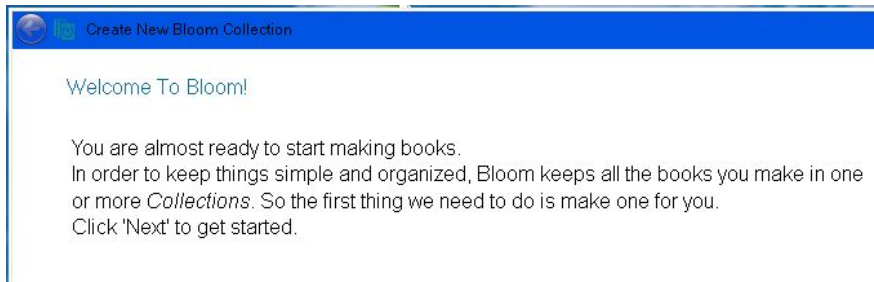 Create New Bloom Collection
Welcome To Bloom!
You are almost ready to start making books.
In order to keep things simple and organized, Bloom keeps all the books you make in one
or more Collections. So the first thing we need to do is make one for you.
Click 'Next' to get started.